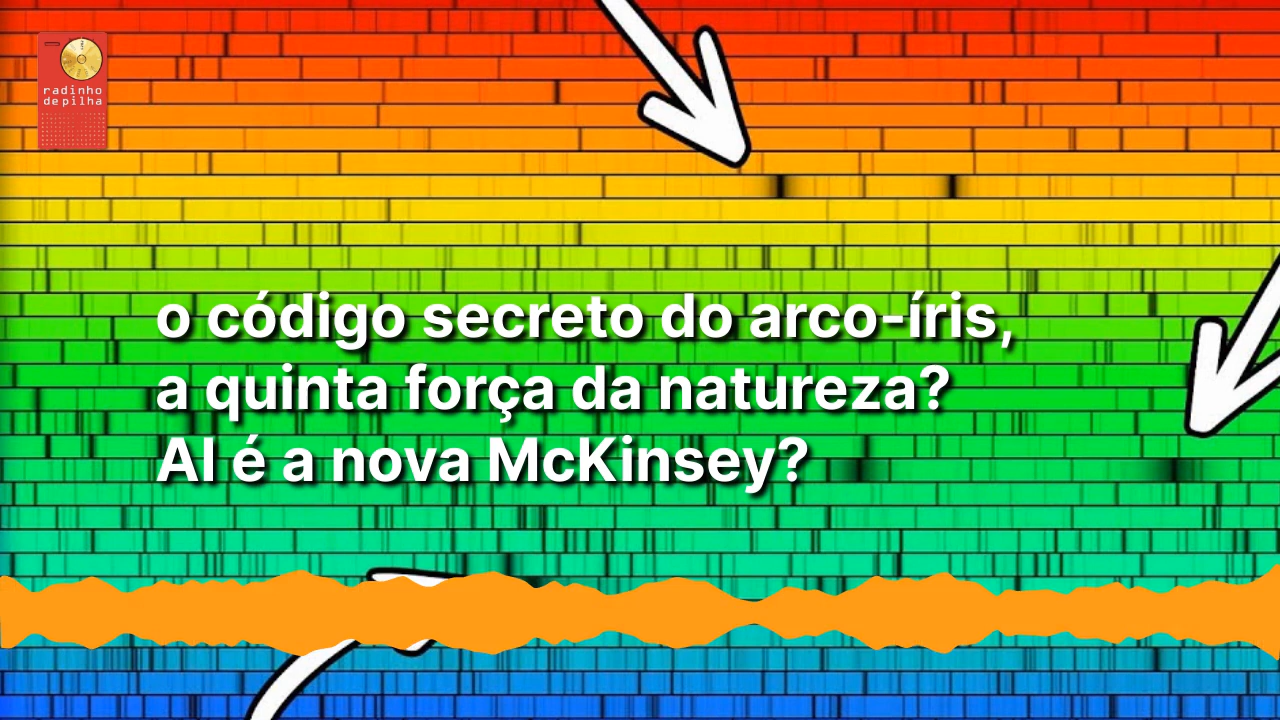 radinho
de pilha
o código secreto do arco-íris,
a quinta força da natureza?
AI é a nova McKinsey?